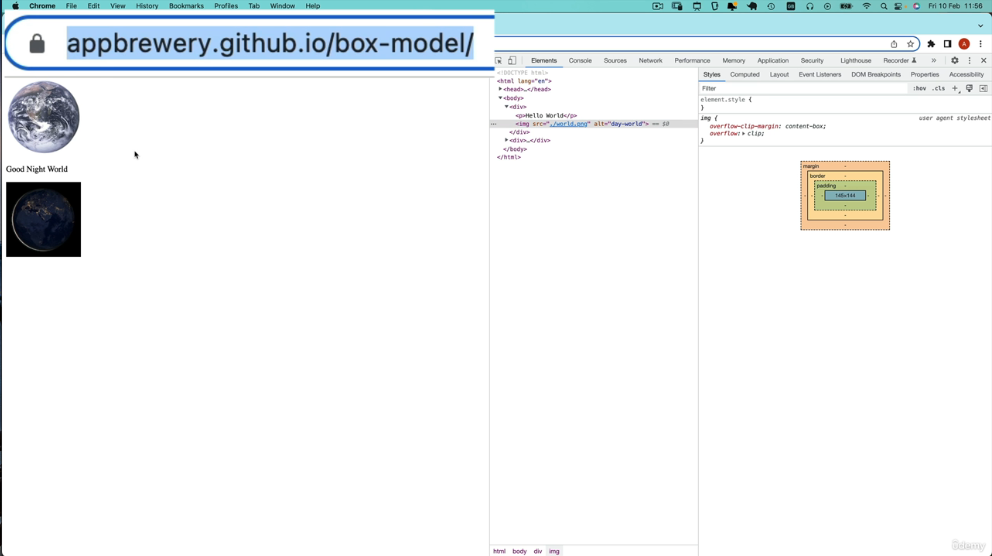 Chrome File Edit View History Bookmarks Profiles Tab Window Help Fri 10 Feb 11:56
appbrewery.github.io/box-model/
Elements Console Sources Network Performance Memory Application Security Lighthouse Recorder »
<!DOCTYPE html>
<html lang="en">
▶<head>…</head>
▼<body>
▼<div>
<p>Hello World</p>
… <img src="./world.png" alt="day-world"> == $0
</div>
▶<div>…</div>
</body>
</html>
Styles Computed Layout Event Listeners DOM Breakpoints Properties Accessibility
Filter :hov .cls +
element.style {
}
img { user agent stylesheet
overflow-clip-margin: content-box;
overflow:▶ clip;
}
margin -
border -
padding -
- - - - - -
-
-
-
Good Night World
html body div img
ûdemy